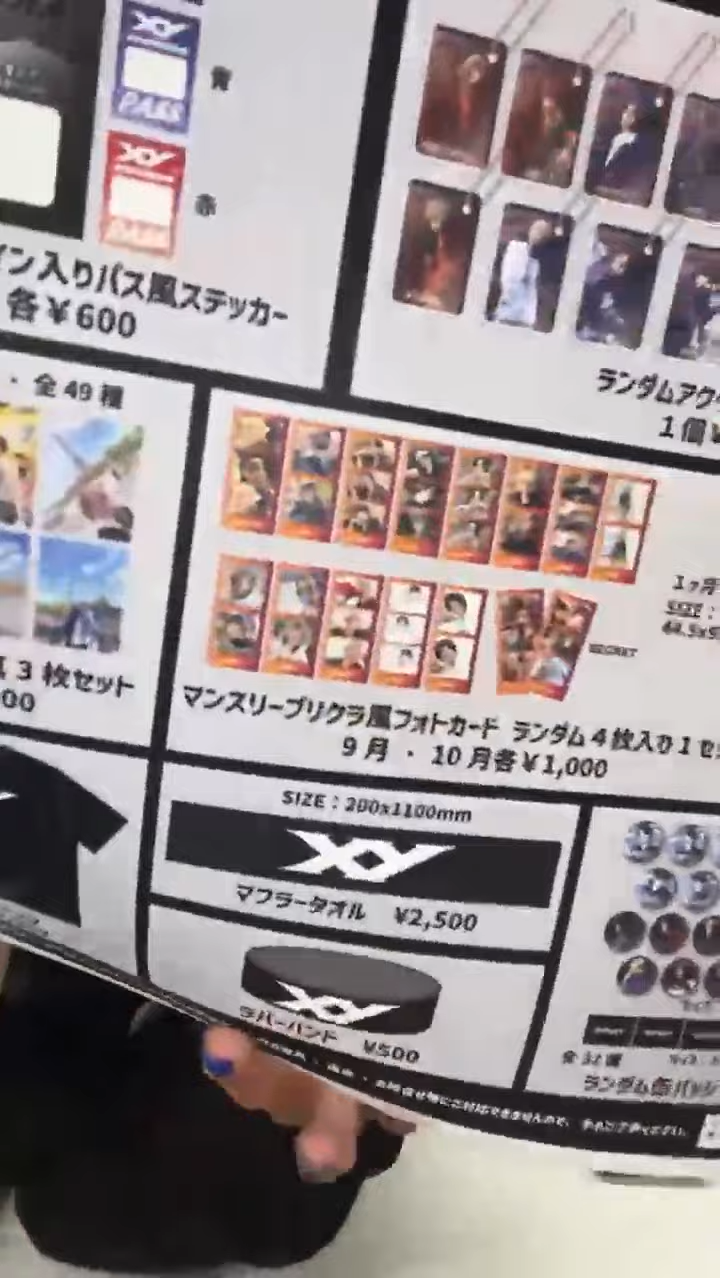 XY
PASS
青
XY
PASS
赤
イン入りパス風ステッカー
各￥600
・全49種
3枚セット
00
ランダムアク
1個
1ヶ月
SIZE：
SECRET
マンスリープリクラ風フォトカード ランダム4枚入り1セ
9月 ・ 10月各￥1,000
SIZE：200x1100mm
XY
マフラータオル ¥2,500
XY
ラバーバンド ¥500
全32種
ランダム缶バッジ